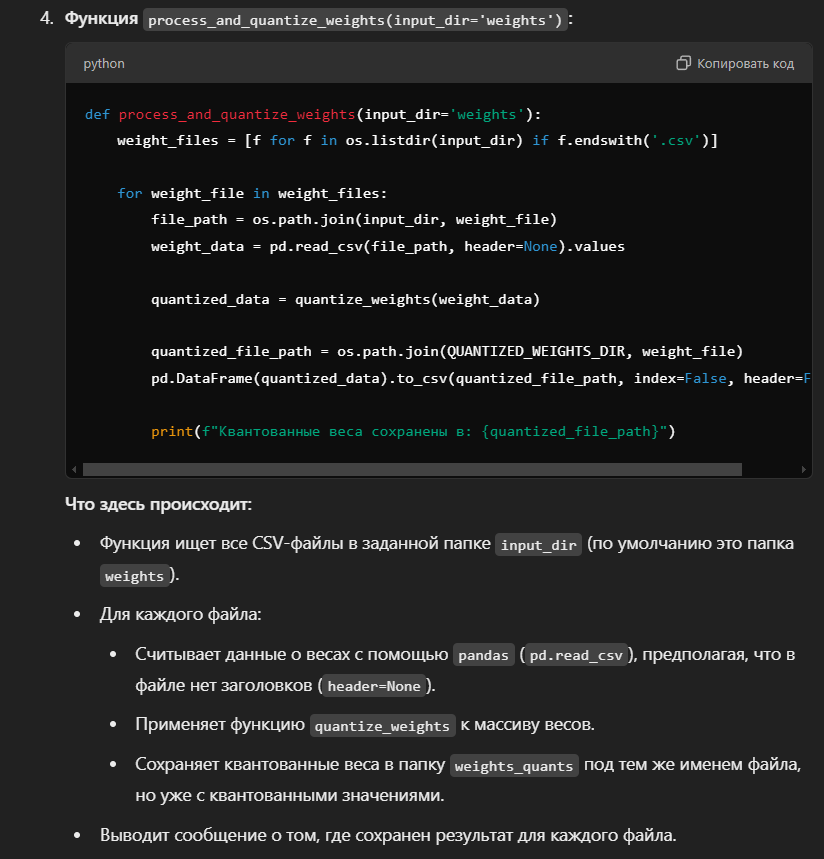 4. Функция process_and_quantize_weights(input_dir='weights'):
python
Копировать код
def process_and_quantize_weights(input_dir='weights'):
    weight_files = [f for f in os.listdir(input_dir) if f.endswith('.csv')]
    for weight_file in weight_files:
        file_path = os.path.join(input_dir, weight_file)
        weight_data = pd.read_csv(file_path, header=None).values
        quantized_data = quantize_weights(weight_data)
        quantized_file_path = os.path.join(QUANTIZED_WEIGHTS_DIR, weight_file)
        pd.DataFrame(quantized_data).to_csv(quantized_file_path, index=False, header=F
        print(f"Квантованные веса сохранены в: {quantized_file_path}")
Что здесь происходит:
• Функция ищет все CSV-файлы в заданной папке input_dir (по умолчанию это папка
weights).
• Для каждого файла:
• Считывает данные о весах с помощью pandas (pd.read_csv), предполагая, что в
файле нет заголовков (header=None).
• Применяет функцию quantize_weights к массиву весов.
• Сохраняет квантованные веса в папку weights_quants под тем же именем файла,
но уже с квантованными значениями.
• Выводит сообщение о том, где сохранен результат для каждого файла.